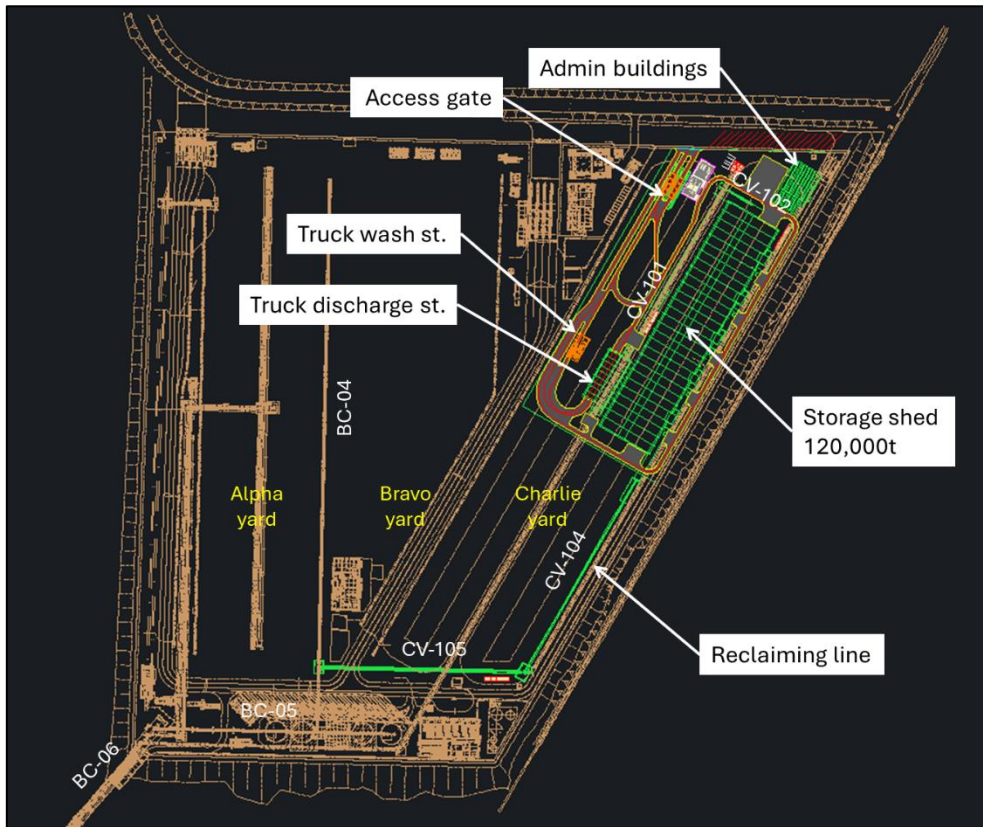 Admin buildings
Access gate
CV-102
Truck wash st.
CV-101
Truck discharge st.
BC-04
Storage shed
120,000t
Alpha
yard
Bravo
yard
Charlie
yard
CV-104
CV-105
Reclaiming line
BC-05
BC-06